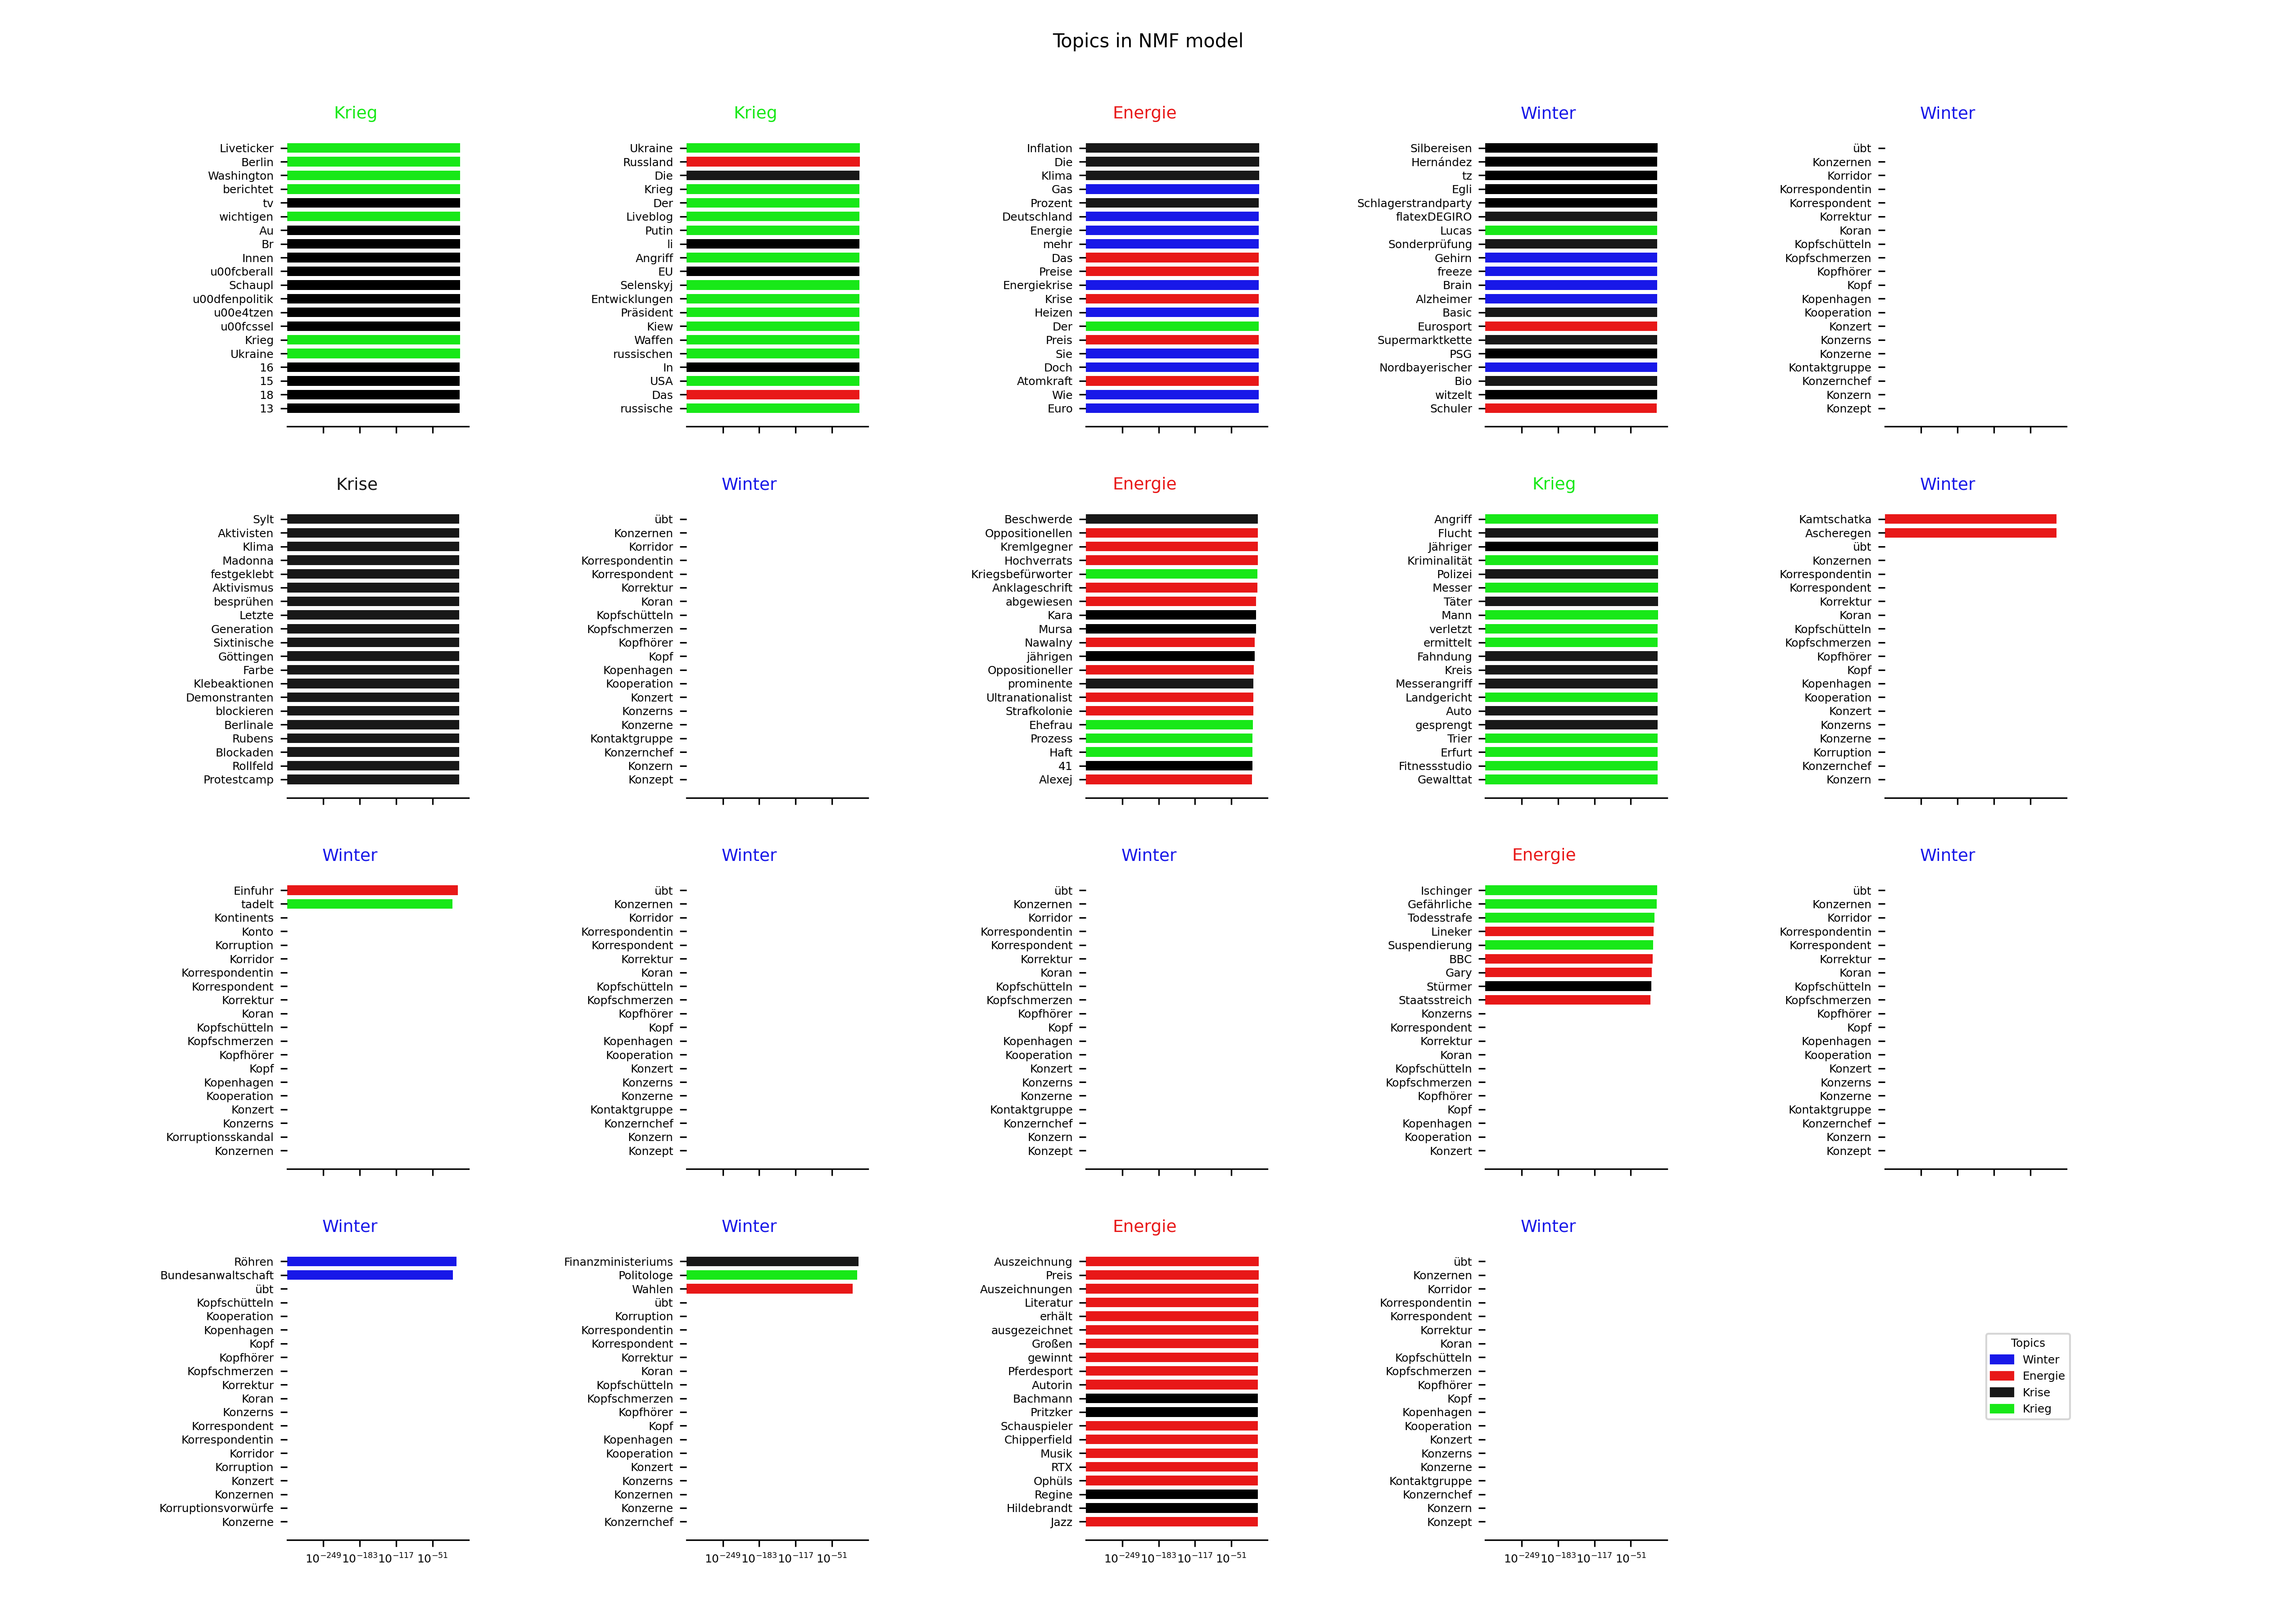 Topics in NMF model
Krieg
Liveticker
Berlin
Washington
berichtet
tv
wichtigen
Au
Br
Innen
u00fcberall
Schaupl
u00dfenpolitik
u00e4tzen
u00fcssel
Krieg
Ukraine
16
15
18
13
Krieg
Ukraine
Russland
Die
Krieg
Der
Liveblog
Putin
li
Angriff
EU
Selenskyj
Entwicklungen
Präsident
Kiew
Waffen
russischen
In
USA
Das
russische
Energie
Inflation
Die
Klima
Gas
Prozent
Deutschland
Energie
mehr
Das
Preise
Energiekrise
Krise
Heizen
Der
Preis
Sie
Doch
Atomkraft
Wie
Euro
Winter
Silbereisen
Hernández
tz
Egli
Schlagerstrandparty
flatexDEGIRO
Lucas
Sonderprüfung
Gehirn
freeze
Brain
Alzheimer
Basic
Eurosport
Supermarktkette
PSG
Nordbayerischer
Bio
witzelt
Schuler
Winter
übt
Konzernen
Korridor
Korrespondentin
Korrespondent
Korrektur
Koran
Kopfschütteln
Kopfschmerzen
Kopfhörer
Kopf
Kopenhagen
Kooperation
Konzert
Konzerns
Konzerne
Kontaktgruppe
Konzernchef
Konzern
Konzept
Krise
Sylt
Aktivisten
Klima
Madonna
festgeklebt
Aktivismus
besprühen
Letzte
Generation
Sixtinische
Göttingen
Farbe
Klebeaktionen
Demonstranten
blockieren
Berlinale
Rubens
Blockaden
Rollfeld
Protestcamp
Winter
übt
Konzernen
Korridor
Korrespondentin
Korrespondent
Korrektur
Koran
Kopfschütteln
Kopfschmerzen
Kopfhörer
Kopf
Kopenhagen
Kooperation
Konzert
Konzerns
Konzerne
Kontaktgruppe
Konzernchef
Konzern
Konzept
Energie
Beschwerde
Oppositionellen
Kremlgegner
Hochverrats
Kriegsbefürworter
Anklageschrift
abgewiesen
Kara
Mursa
Nawalny
jährigen
Oppositioneller
prominente
Ultranationalist
Strafkolonie
Ehefrau
Prozess
Haft
41
Alexej
Krieg
Angriff
Flucht
Jähriger
Kriminalität
Polizei
Messer
Täter
Mann
verletzt
ermittelt
Fahndung
Kreis
Messerangriff
Landgericht
Auto
gesprengt
Trier
Erfurt
Fitnessstudio
Gewalttat
Winter
Kamtschatka
Ascheregen
übt
Konzernen
Korrespondentin
Korrespondent
Korrektur
Koran
Kopfschütteln
Kopfschmerzen
Kopfhörer
Kopf
Kopenhagen
Kooperation
Konzert
Konzerns
Konzerne
Korruption
Konzernchef
Konzern
Winter
Einfuhr
tadelt
Kontinents
Konto
Korruption
Korridor
Korrespondentin
Korrespondent
Korrektur
Koran
Kopfschütteln
Kopfschmerzen
Kopfhörer
Kopf
Kopenhagen
Kooperation
Konzert
Konzerns
Korruptionsskandal
Konzernen
Winter
übt
Konzernen
Korridor
Korrespondentin
Korrespondent
Korrektur
Koran
Kopfschütteln
Kopfschmerzen
Kopfhörer
Kopf
Kopenhagen
Kooperation
Konzert
Konzerns
Konzerne
Kontaktgruppe
Konzernchef
Konzern
Konzept
Winter
übt
Konzernen
Korridor
Korrespondentin
Korrespondent
Korrektur
Koran
Kopfschütteln
Kopfschmerzen
Kopfhörer
Kopf
Kopenhagen
Kooperation
Konzert
Konzerns
Konzerne
Kontaktgruppe
Konzernchef
Konzern
Konzept
Energie
Ischinger
Gefährliche
Todesstrafe
Lineker
Suspendierung
BBC
Gary
Stürmer
Staatsstreich
Konzerns
Korrespondent
Korrektur
Koran
Kopfschütteln
Kopfschmerzen
Kopfhörer
Kopf
Kopenhagen
Kooperation
Konzert
Winter
übt
Konzernen
Korridor
Korrespondentin
Korrespondent
Korrektur
Koran
Kopfschütteln
Kopfschmerzen
Kopfhörer
Kopf
Kopenhagen
Kooperation
Konzert
Konzerns
Konzerne
Kontaktgruppe
Konzernchef
Konzern
Konzept
Winter
Röhren
Bundesanwaltschaft
übt
Kopfschütteln
Kooperation
Kopenhagen
Kopf
Kopfhörer
Kopfschmerzen
Korrektur
Koran
Konzerns
Korrespondent
Korrespondentin
Korridor
Korruption
Konzert
Konzernen
Korruptionsvorwürfe
Konzerne
10^−249 10^−183 10^−117 10^−51
Winter
Finanzministeriums
Politologe
Wahlen
übt
Korruption
Korrespondentin
Korrespondent
Korrektur
Koran
Kopfschütteln
Kopfschmerzen
Kopfhörer
Kopf
Kopenhagen
Kooperation
Konzert
Konzerns
Konzernen
Konzerne
Konzernchef
10^−249 10^−183 10^−117 10^−51
Energie
Auszeichnung
Preis
Auszeichnungen
Literatur
erhält
ausgezeichnet
Großen
gewinnt
Pferdesport
Autorin
Bachmann
Pritzker
Schauspieler
Chipperfield
Musik
RTX
Ophüls
Regine
Hildebrandt
Jazz
10^−249 10^−183 10^−117 10^−51
Winter
übt
Konzernen
Korridor
Korrespondentin
Korrespondent
Korrektur
Koran
Kopfschütteln
Kopfschmerzen
Kopfhörer
Kopf
Kopenhagen
Kooperation
Konzert
Konzerns
Konzerne
Kontaktgruppe
Konzernchef
Konzern
Konzept
10^−249 10^−183 10^−117 10^−51
Topics
Winter
Energie
Krise
Krieg